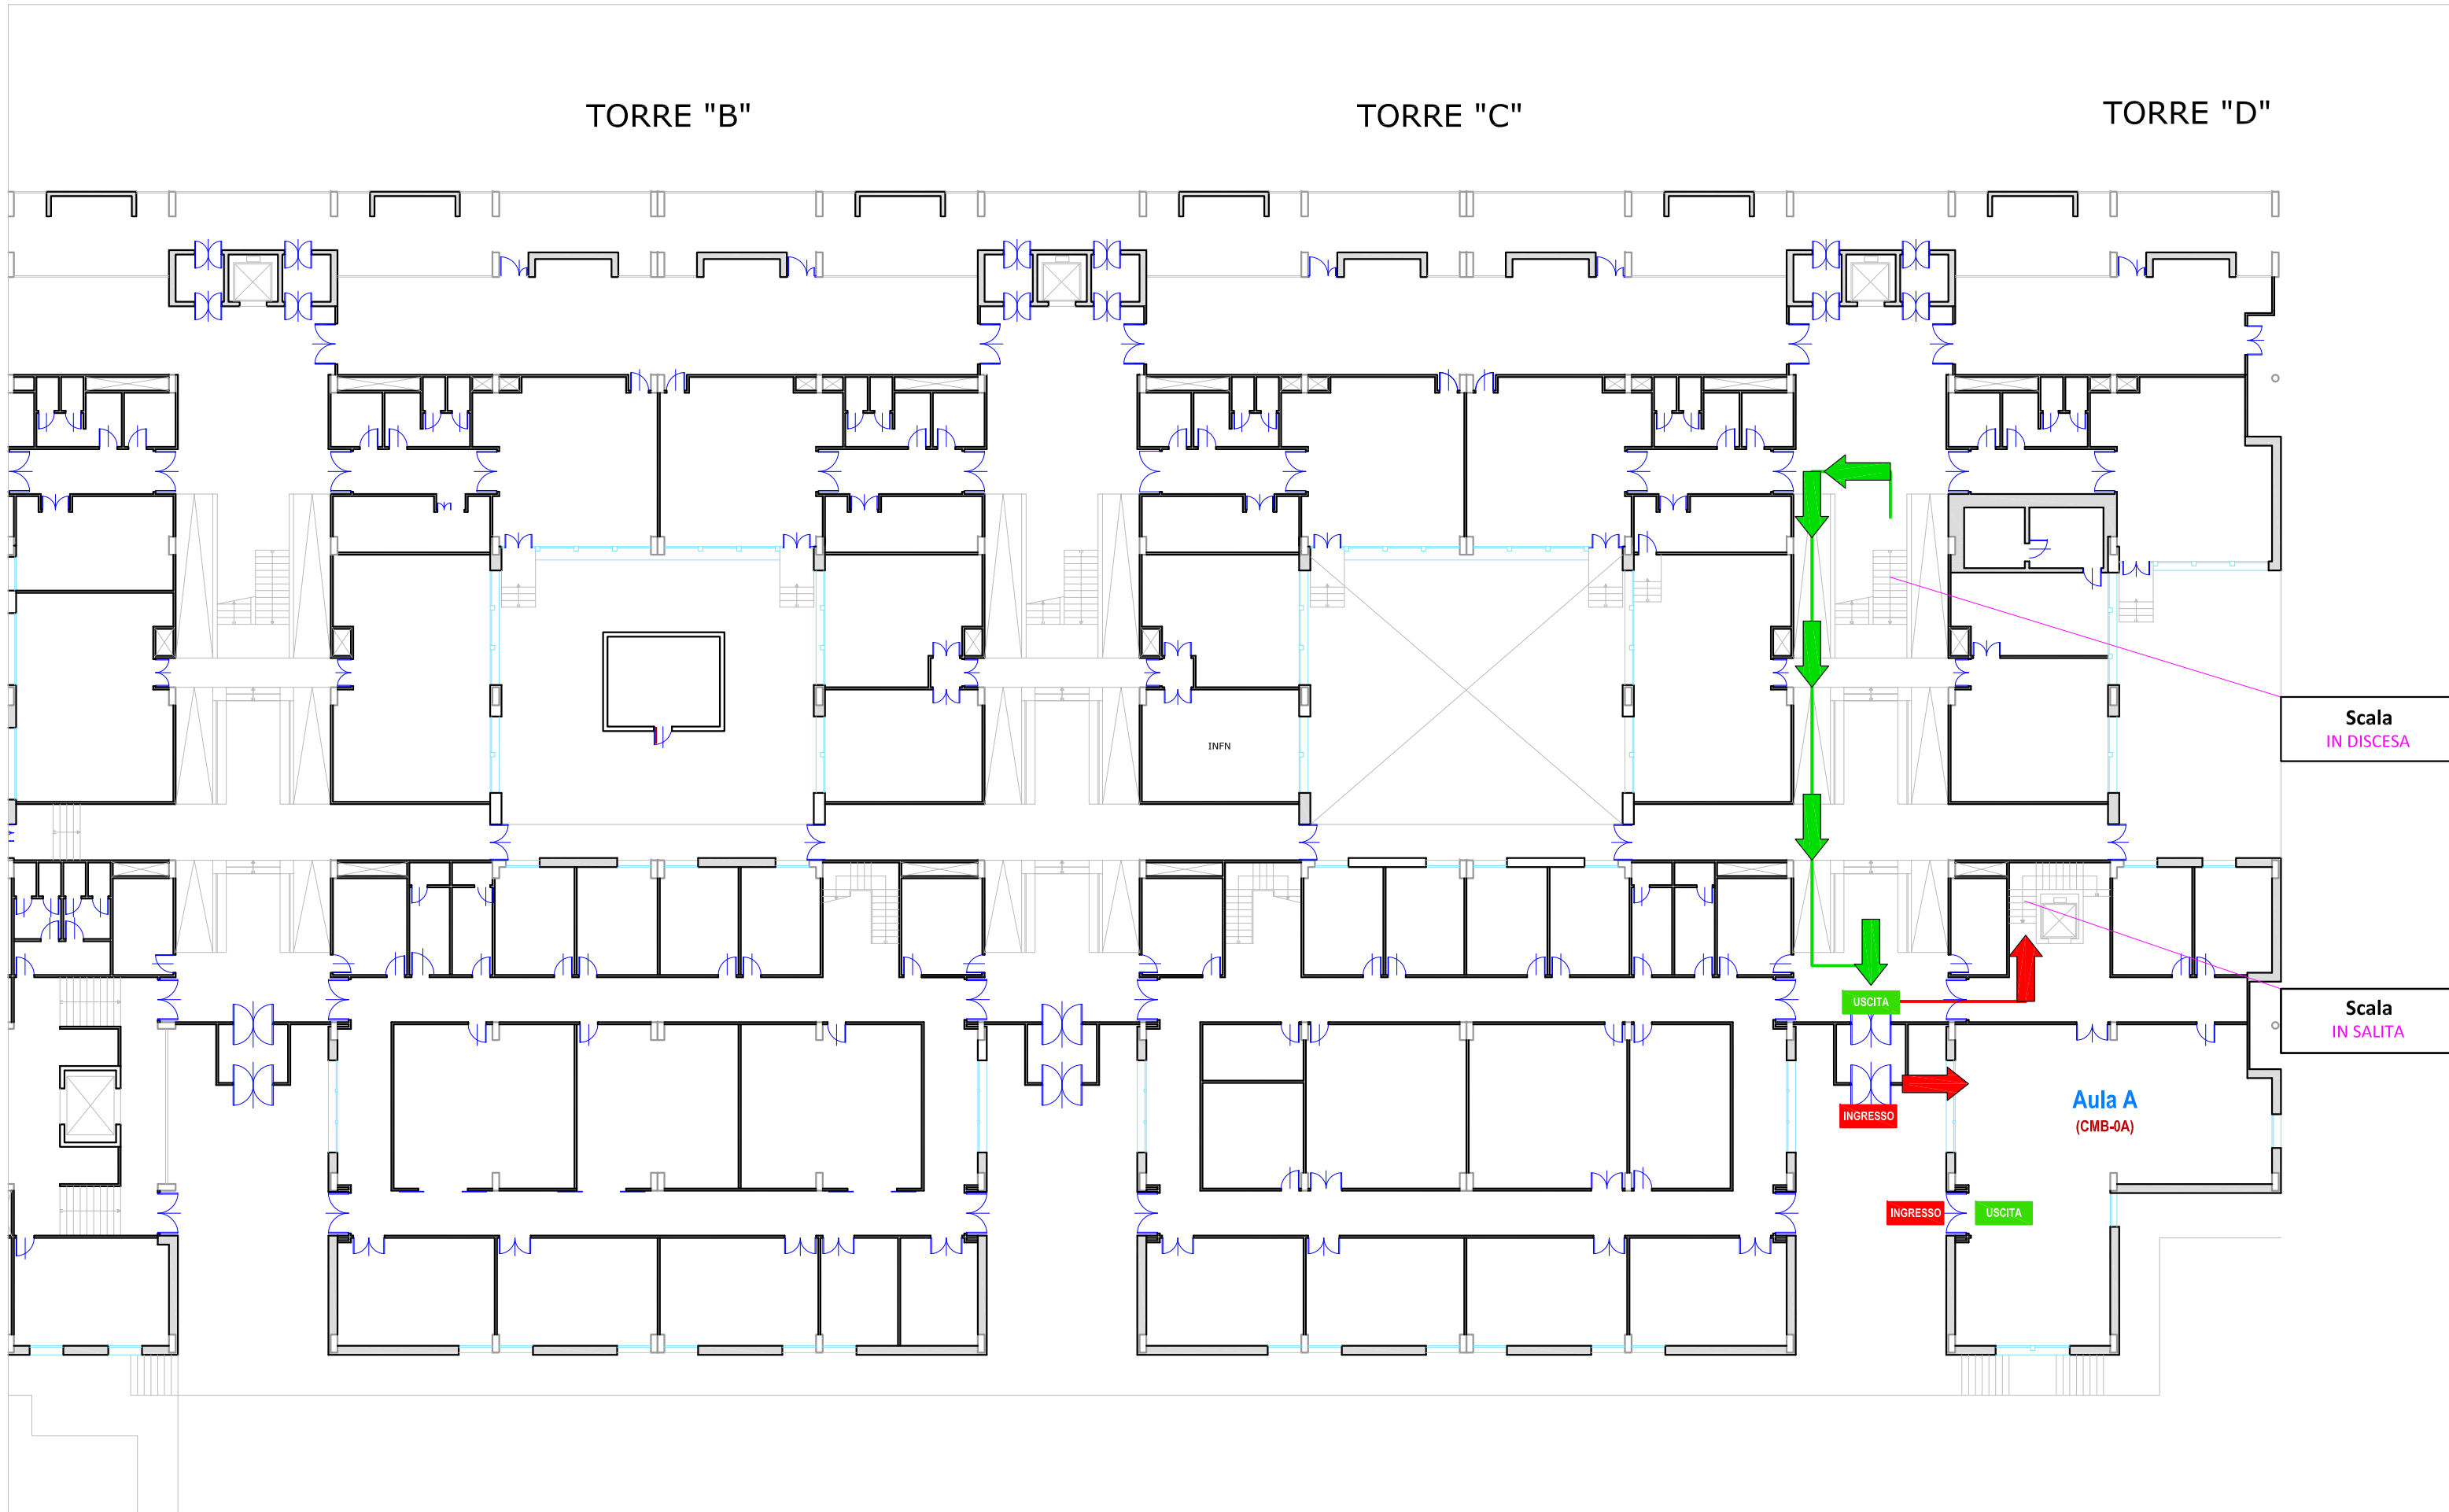 TORRE "B"
TORRE "C"
TORRE "D"
Scala
IN DISCESA
INFN
USCITA
Scala
IN SALITA
Aula A
(CMB-0A)
INGRESSO
INGRESSO
USCITA